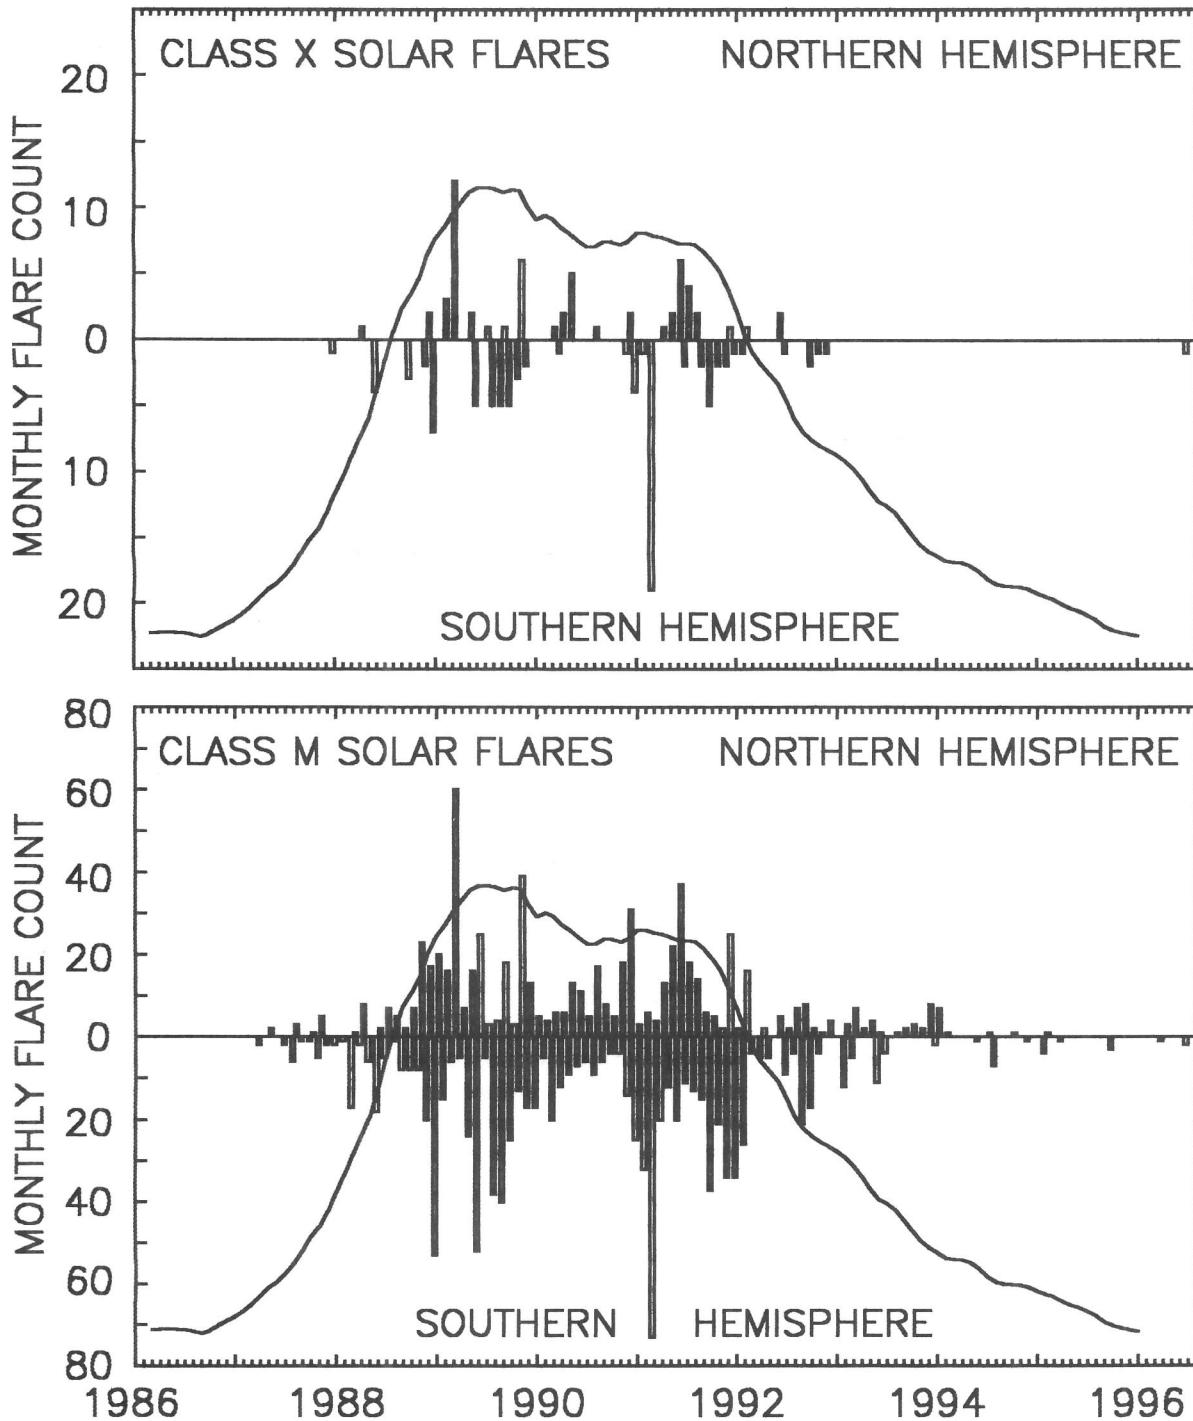 CLASS X SOLAR FLARES NORTHERN HEMISPHERE
MONTHLY FLARE COUNT
20
10
0
10
20
SOUTHERN HEMISPHERE
CLASS M SOLAR FLARES NORTHERN HEMISPHERE
MONTHLY FLARE COUNT
80
60
40
20
0
20
40
60
80
SOUTHERN HEMISPHERE
1986 1988 1990 1992 1994 1996